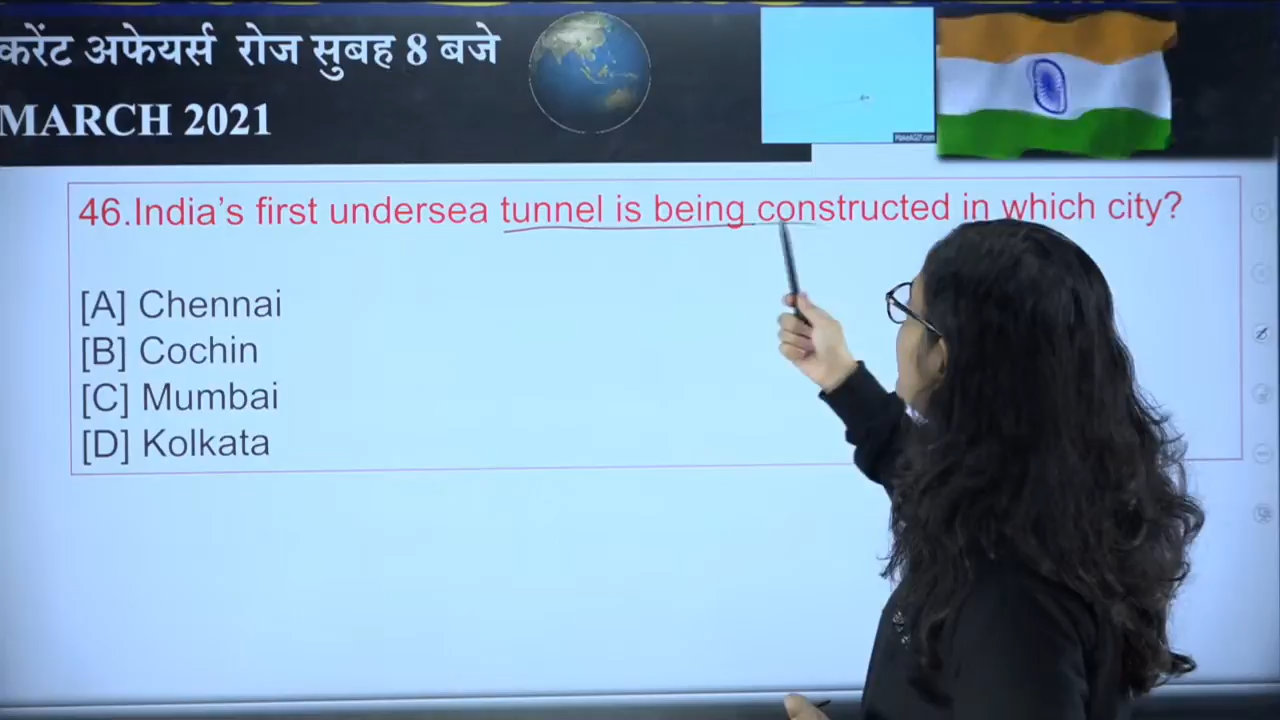 करेंट अफेयर्स रोज सुबह 8 बजे
MARCH 2021
46.India's first undersea tunnel is being constructed in which city?
[A] Chennai
[B] Cochin
[C] Mumbai
[D] Kolkata